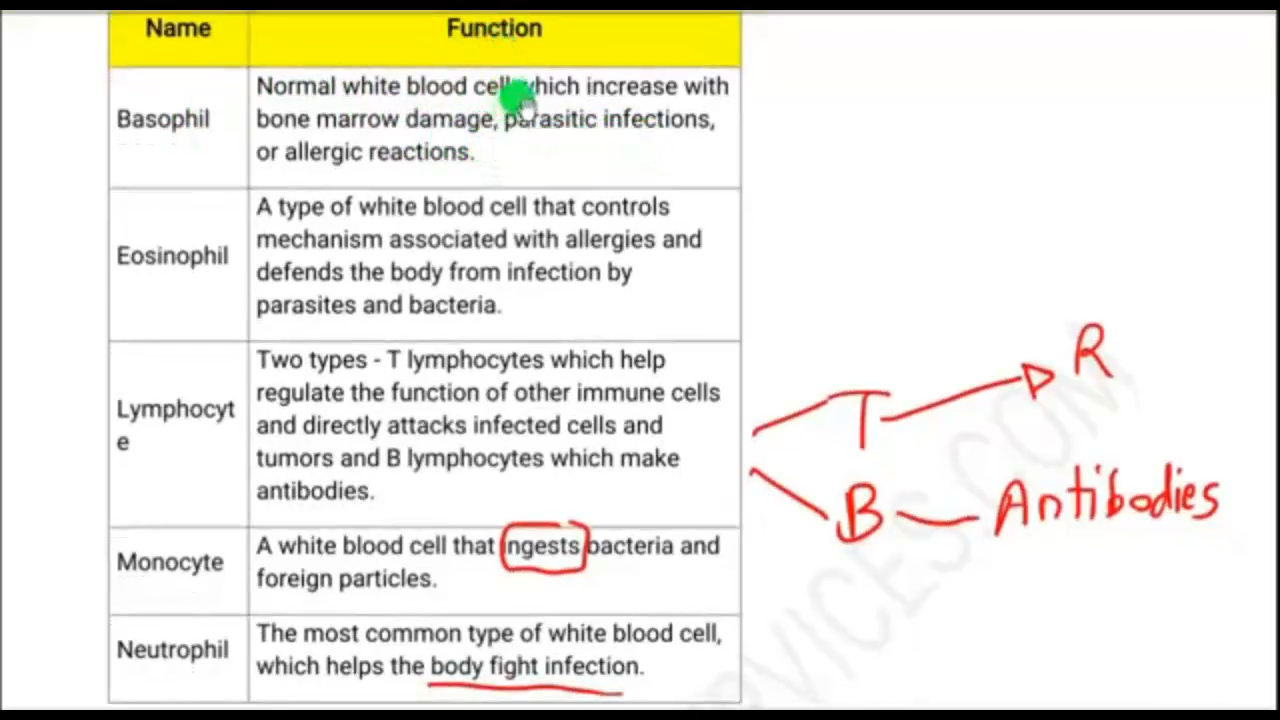 Name Function
Basophil
Normal white blood cell which increase with
bone marrow damage, parasitic infections,
or allergic reactions.
Eosinophil
A type of white blood cell that controls
mechanism associated with allergies and
defends the body from infection by
parasites and bacteria.
Lymphocyt
e
Two types - T lymphocytes which help
regulate the function of other immune cells
and directly attacks infected cells and
tumors and B lymphocytes which make
antibodies.
T R
B Antibodies
Monocyte
A white blood cell that ingests bacteria and
foreign particles.
Neutrophil
The most common type of white blood cell,
which helps the body fight infection.